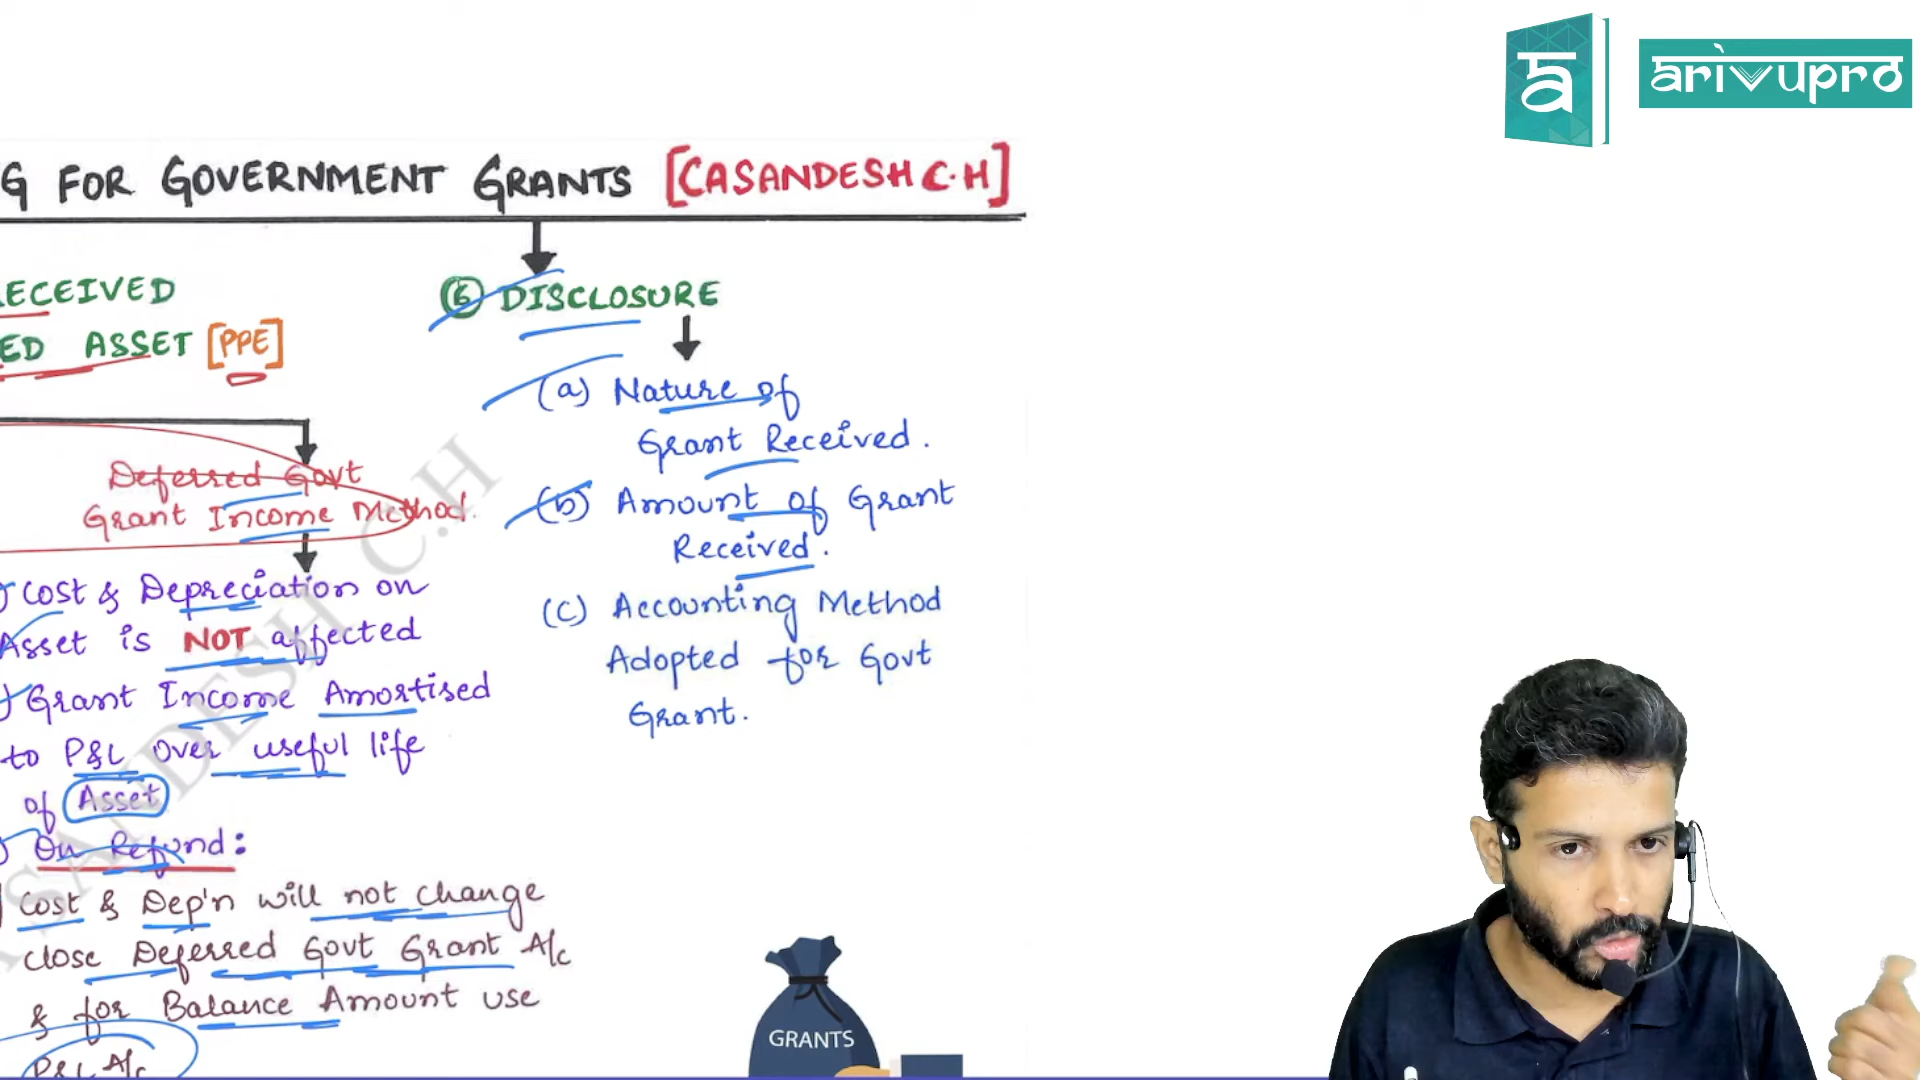 a arivupro
G FOR GOVERNMENT GRANTS [CASANDESH C.H]
ECEIVED
ED ASSET [PPE]
Deferred Govt
Grant Income Method.
Cost & Depreciation on
Asset is NOT affected
Grant Income Amortised
to P&L over useful life
of Asset
On Refund:
Cost & Dep'n will not change
close Deferred Govt Grant A/c
& for Balance Amount use
P&L A/c
⑥ DISCLOSURE
(a) Nature of
Grant Received.
(b) Amount of Grant
Received.
(c) Accounting Method
Adopted for Govt
Grant.
GRANTS
SANDESH C.H